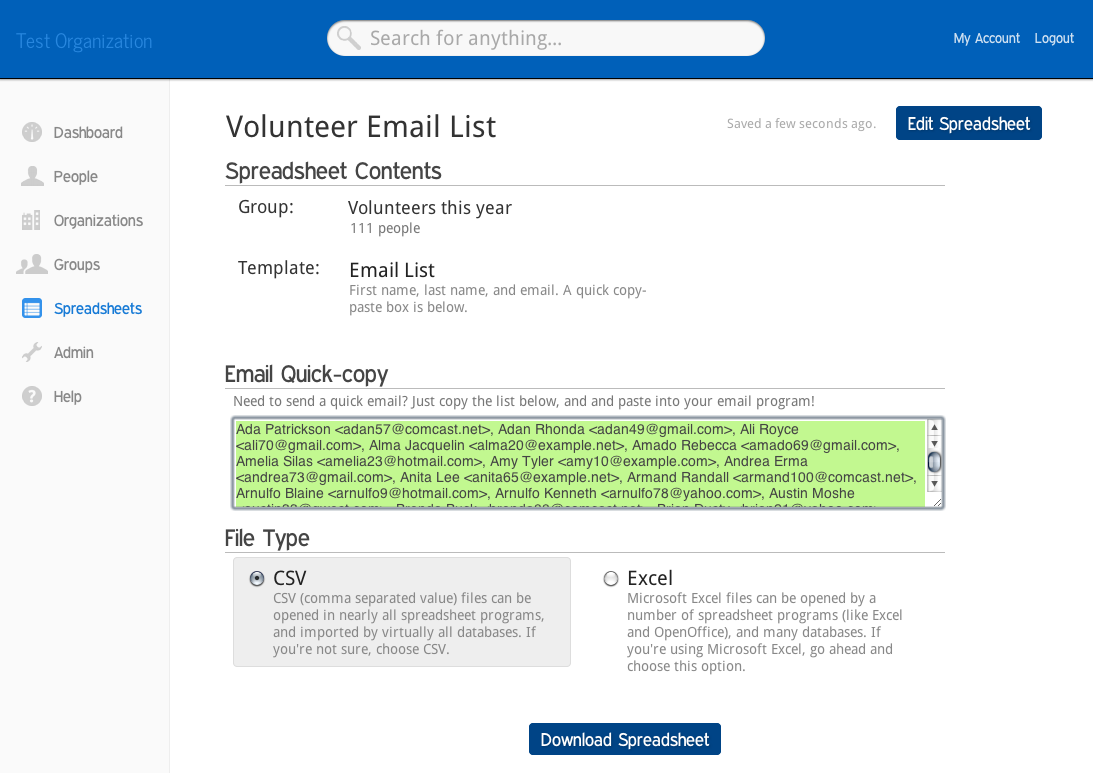 Test Organization
Search for anything...
My Account Logout
Dashboard
People
Organizations
Groups
Spreadsheets
Admin
Help
Volunteer Email List
Saved a few seconds ago.
Edit Spreadsheet
Spreadsheet Contents
Group:
Volunteers this year
111 people
Template:
Email List
First name, last name, and email. A quick copy-
paste box is below.
Email Quick-copy
Need to send a quick email? Just copy the list below, and and paste into your email program!
Ada Patrickson <adan57@comcast.net>, Adan Rhonda <adan49@gmail.com>, Ali Royce
<ali70@gmail.com>, Alma Jacquelin <alma20@example.net>, Amado Rebecca <amado69@gmail.com>,
Amelia Silas <amelia23@hotmail.com>, Amy Tyler <amy10@example.com>, Andrea Erma
<andrea73@gmail.com>, Anita Lee <anita65@example.net>, Armand Randall <armand100@comcast.net>,
Arnulfo Blaine <arnulfo9@hotmail.com>, Arnulfo Kenneth <arnulfo78@yahoo.com>, Austin Moshe
File Type
CSV
CSV (comma separated value) files can be
opened in nearly all spreadsheet programs,
and imported by virtually all databases. If
you're not sure, choose CSV.
Excel
Microsoft Excel files can be opened by a
number of spreadsheet programs (like Excel
and OpenOffice), and many databases. If
you're using Microsoft Excel, go ahead and
choose this option.
Download Spreadsheet